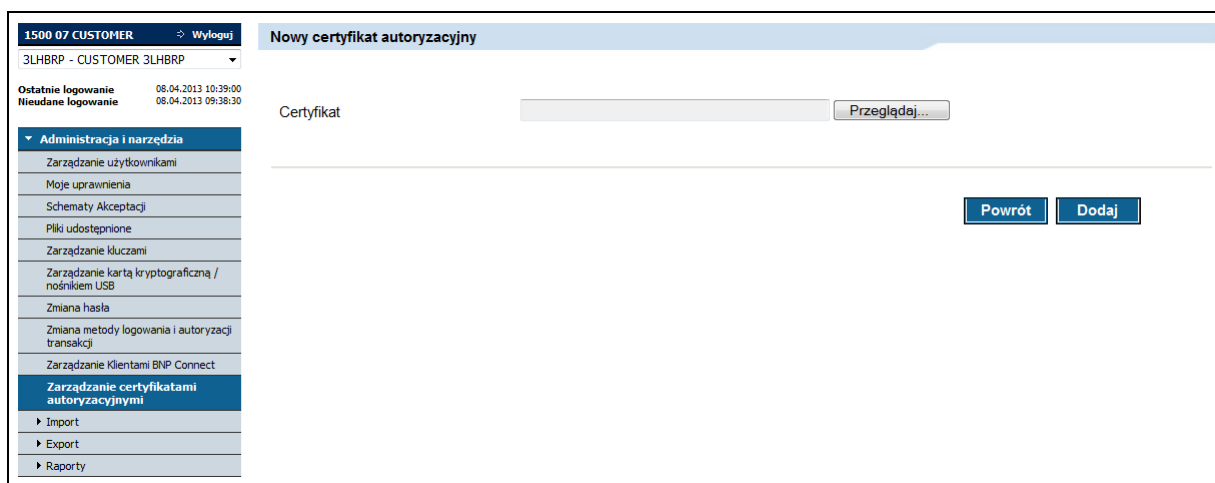 1500 07 CUSTOMER
Wyloguj
3LHBRP - CUSTOMER 3LHBRP
Ostatnie logowanie 08.04.2013 10:39:00
Nieudane logowanie 08.04.2013 09:38:30
Administracja i narzędzia
Zarządzanie użytkownikami
Moje uprawnienia
Schematy Akceptacji
Pliki udostępnione
Zarządzanie kluczami
Zarządzanie kartą kryptograficzną /
nośnikiem USB
Zmiana hasła
Zmiana metody logowania i autoryzacji
transakcji
Zarządzanie Klientami BNP Connect
Zarządzanie certyfikatami
autoryzacyjnymi
Import
Export
Raporty
Nowy certyfikat autoryzacyjny
Certyfikat
Przeglądaj...
Powrót
Dodaj